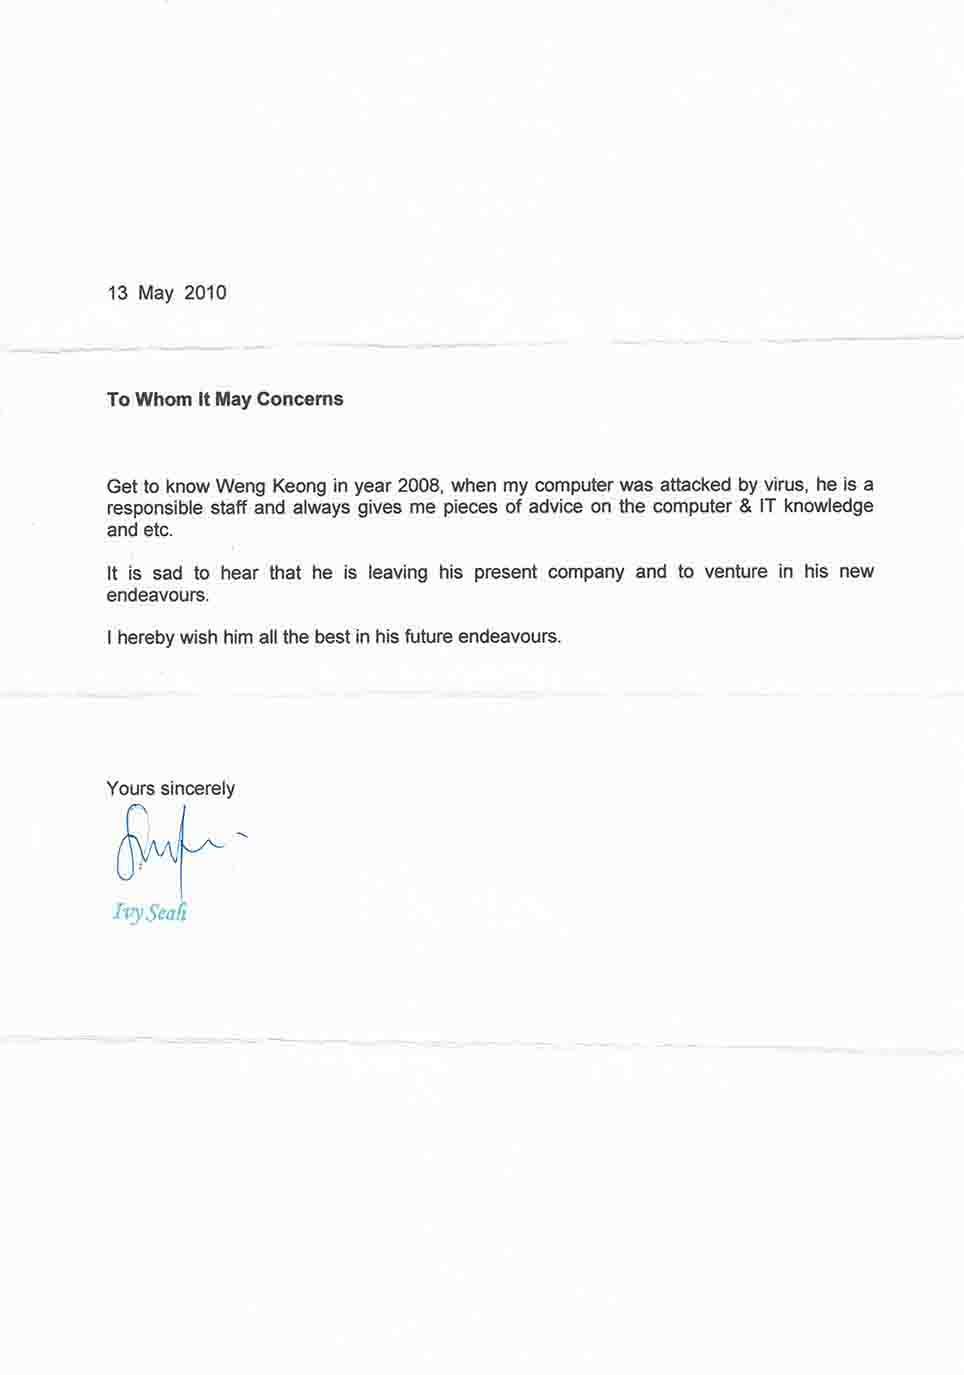 13 May 2010
To Whom It May Concerns
Get to know Weng Keong in year 2008, when my computer was attacked by virus, he is a
responsible staff and always gives me pieces of advice on the computer & IT knowledge
and etc.
It is sad to hear that he is leaving his present company and to venture in his new
endeavours.
I hereby wish him all the best in his future endeavours.
Yours sincerely
Ivy Seah